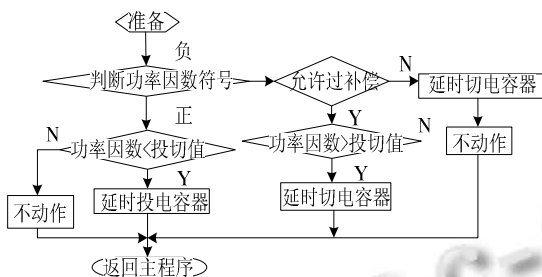 准备
负
判断功率因数符号
允许过补偿
N
延时切电容器
正
Y
N
功率因数<投切值
功率因数>投切值
N
不动作
Y
Y
不动作
延时投电容器
延时切电容器
返回主程序